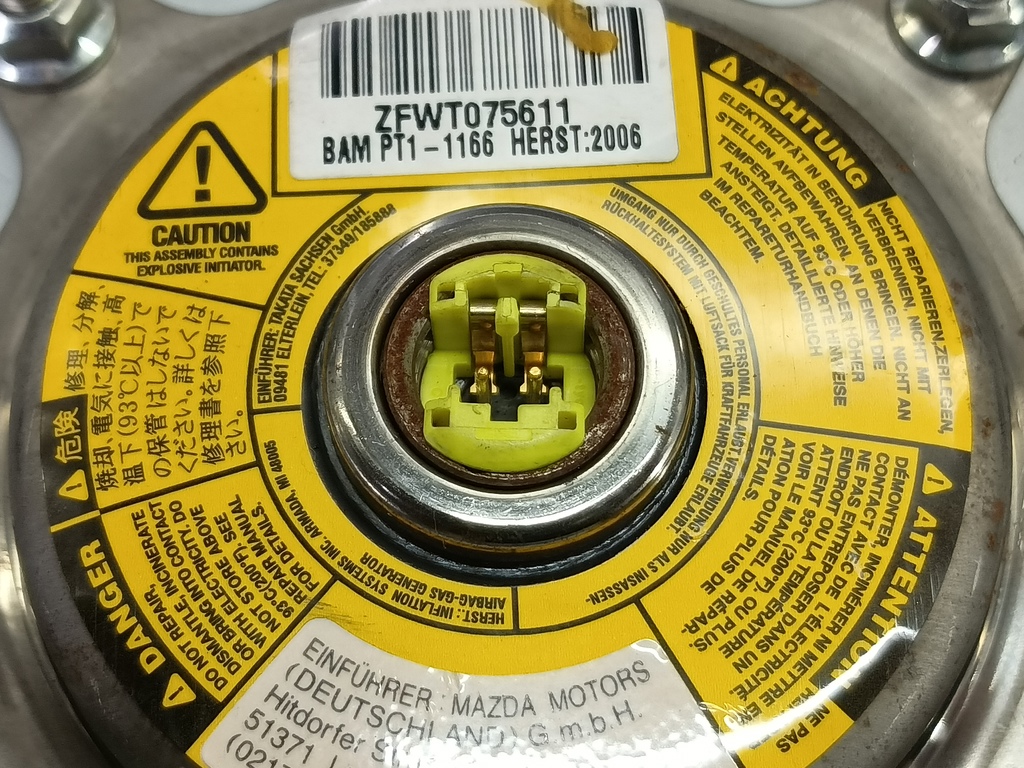 ZFWT075611
BAM PT1-1166 HERST:2006
CAUTION
THIS ASSEMBLY CONTAINS
EXPLOSIVE INITIATOR.
ACHTUNG
NICHT REPARIEREN, ZERLEGEN,
VERBRENNEN, NICHT MIT
ELEKTRIZITÄT IN BERÜHRUNG BRINGEN, NICHT AN
STELLEN AUFBEWAHREN, AN DENEN DIE
TEMPERATUR AUF 93°C ODER HÖHER
ANSTEIGT. DETAILLIERTE HINWEISE
IM REPARETURHANDBUCH
BEACHTEM.
EINFÜHRER: TAKATA-SACHSEN GmbH,
09481 ELTERLEIN, TEL: 37349/185888
UMGANG NUR DURCH GESCHULTES PERSONAL ERLAUBT. VERWENDUNG NUR ALS INSASSEN-
RÜCKHALTESYSTEM MIT LUFTSACK FÜR KRAFTFAHRZEUGE ERLAUBT.
危険
修理、分解、
焼却、電気に接触、高
温下(93℃以上)で
の保管はしないで
ください。詳しくは
修理書を参照下
さい。
DANGER
DO NOT REPAIR,
DISMANTLE, INCINERATE
OR BRING INTO CONTACT
WITH ELECTRICITY. DO
NOT STORE ABOVE
93°C(200°F). SEE
REPAIR MANUAL
FOR DETAILS.
HERST.: INFLATION SYSTEMS INC. ARMADA, MI 48005
AIRBAG-GAS GENERATOR
ATTENTION
NE PAS
DÉMONTER, INCINÉRER NI METTRE EN
CONTACT AVEC DE L'ÉLECTRICITÉ.
NE PAS ENTREPOSER DANS UN
ENDROIT OU LA TEMPÉRATURE
ATTENT 93°C (200°F), OU PLUS.
VOIR LE MANUEL DE RÉPAR-
ATION POUR PLUS DE
DÉTAILS.
EINFÜHRER: MAZDA MOTORS
(DEUTSCHLAND) G.m.b.H.
Hitdorfer
51371